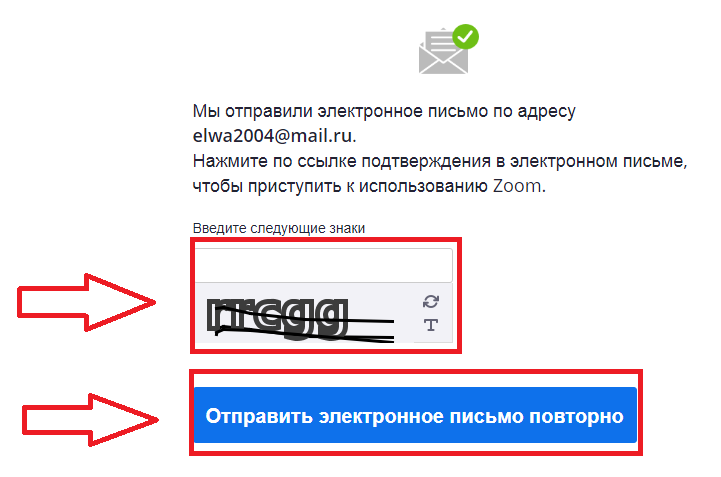 Мы отправили электронное письмо по адресу
elwa2004@mail.ru.
Нажмите по ссылке подтверждения в электронном письме,
чтобы приступить к использованию Zoom.
Введите следующие знаки
T
Отправить электронное письмо повторно